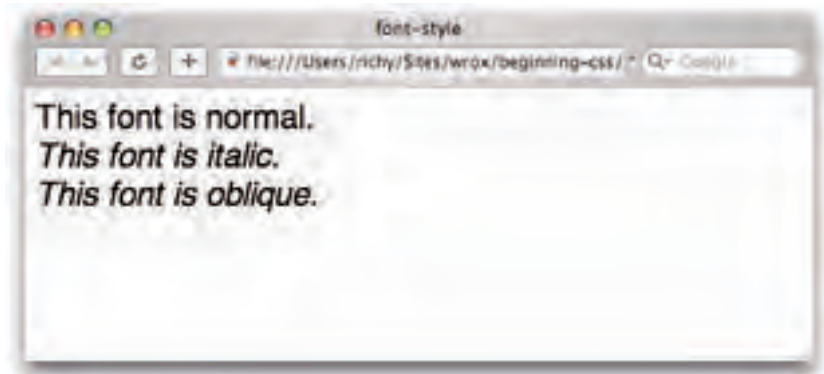 font-style
file:///Users/richy/Sites/wrox/beginning-css/ Google
This font is normal.
This font is italic.
This font is oblique.